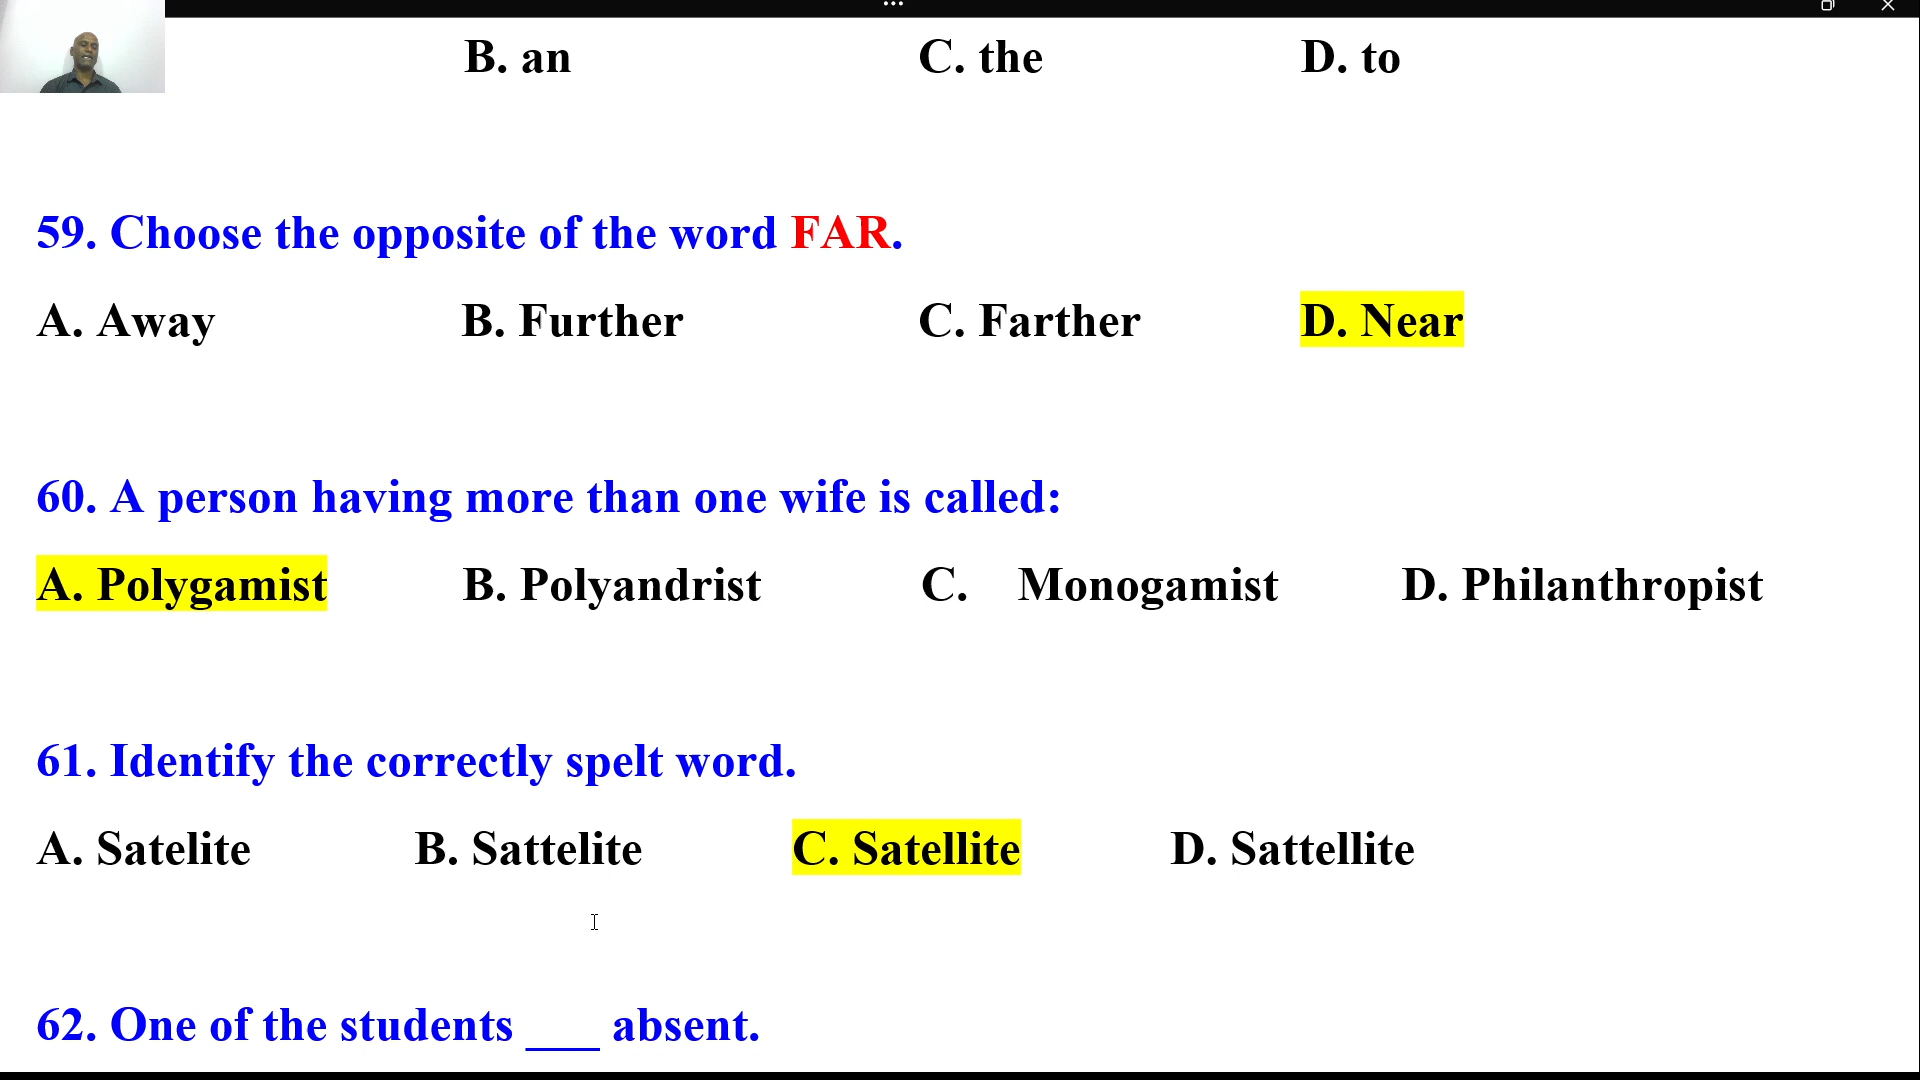 B. an C. the D. to
59. Choose the opposite of the word FAR.
A. Away B. Further C. Farther D. Near
60. A person having more than one wife is called:
A. Polygamist B. Polyandrist C. Monogamist D. Philanthropist
61. Identify the correctly spelt word.
A. Satelite B. Sattelite C. Satellite D. Sattellite
62. One of the students ___ absent.